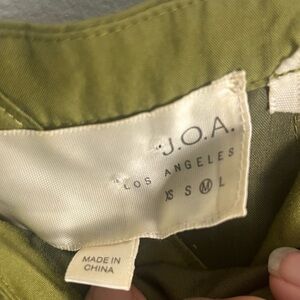 J.O.A.
LOS ANGELES
XS S M L
MADE IN
CHINA